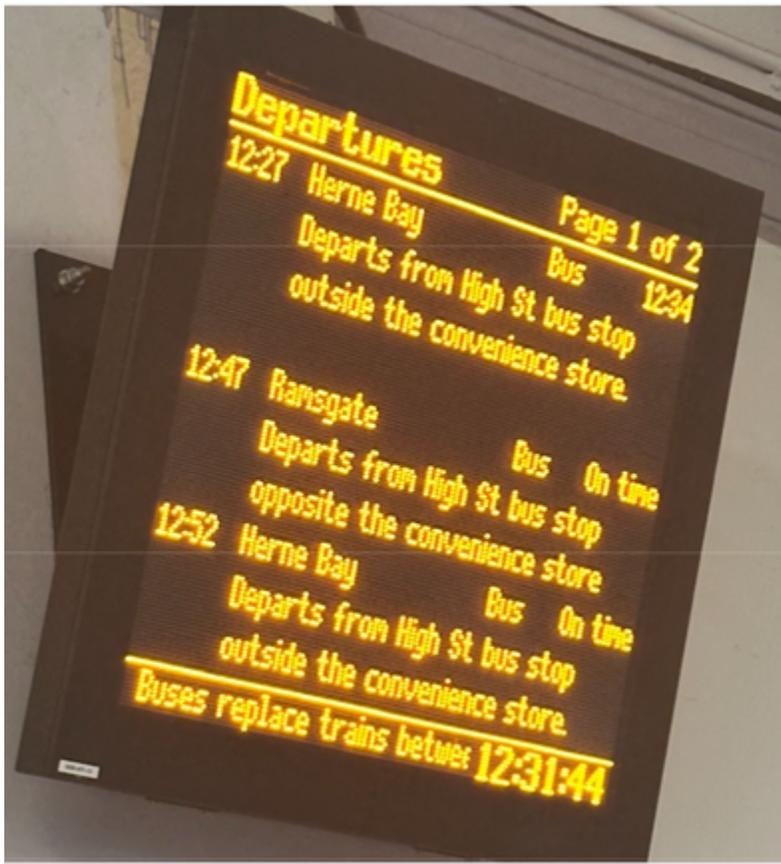 Departures
Page 1 of 2
12:27 Herne Bay Bus 12:34
Departs from High St bus stop
outside the convenience store.
12:47 Ramsgate Bus On time
Departs from High St bus stop
opposite the convenience store
12:52 Herne Bay Bus On time
Departs from High St bus stop
outside the convenience store.
Buses replace trains betwee 12:31:44